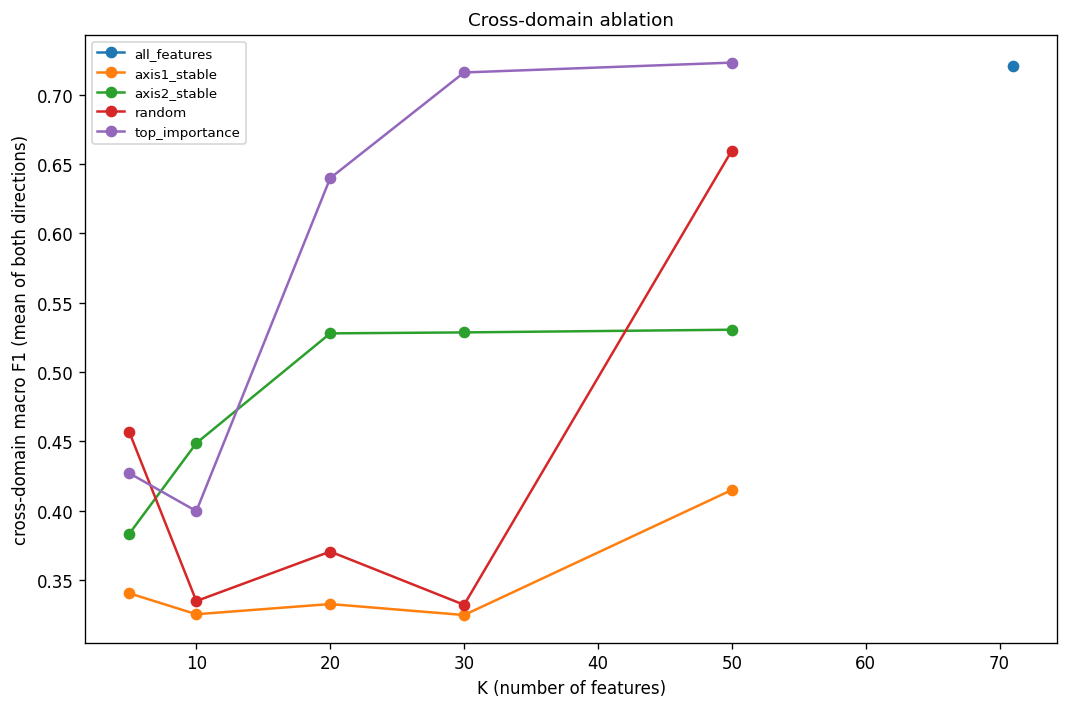 Cross-domain ablation
all_features
axis1_stable
axis2_stable
random
top_importance
cross-domain macro F1 (mean of both directions)
0.70
0.65
0.60
0.55
0.50
0.45
0.40
0.35
10 20 30 40 50 60 70
K (number of features)